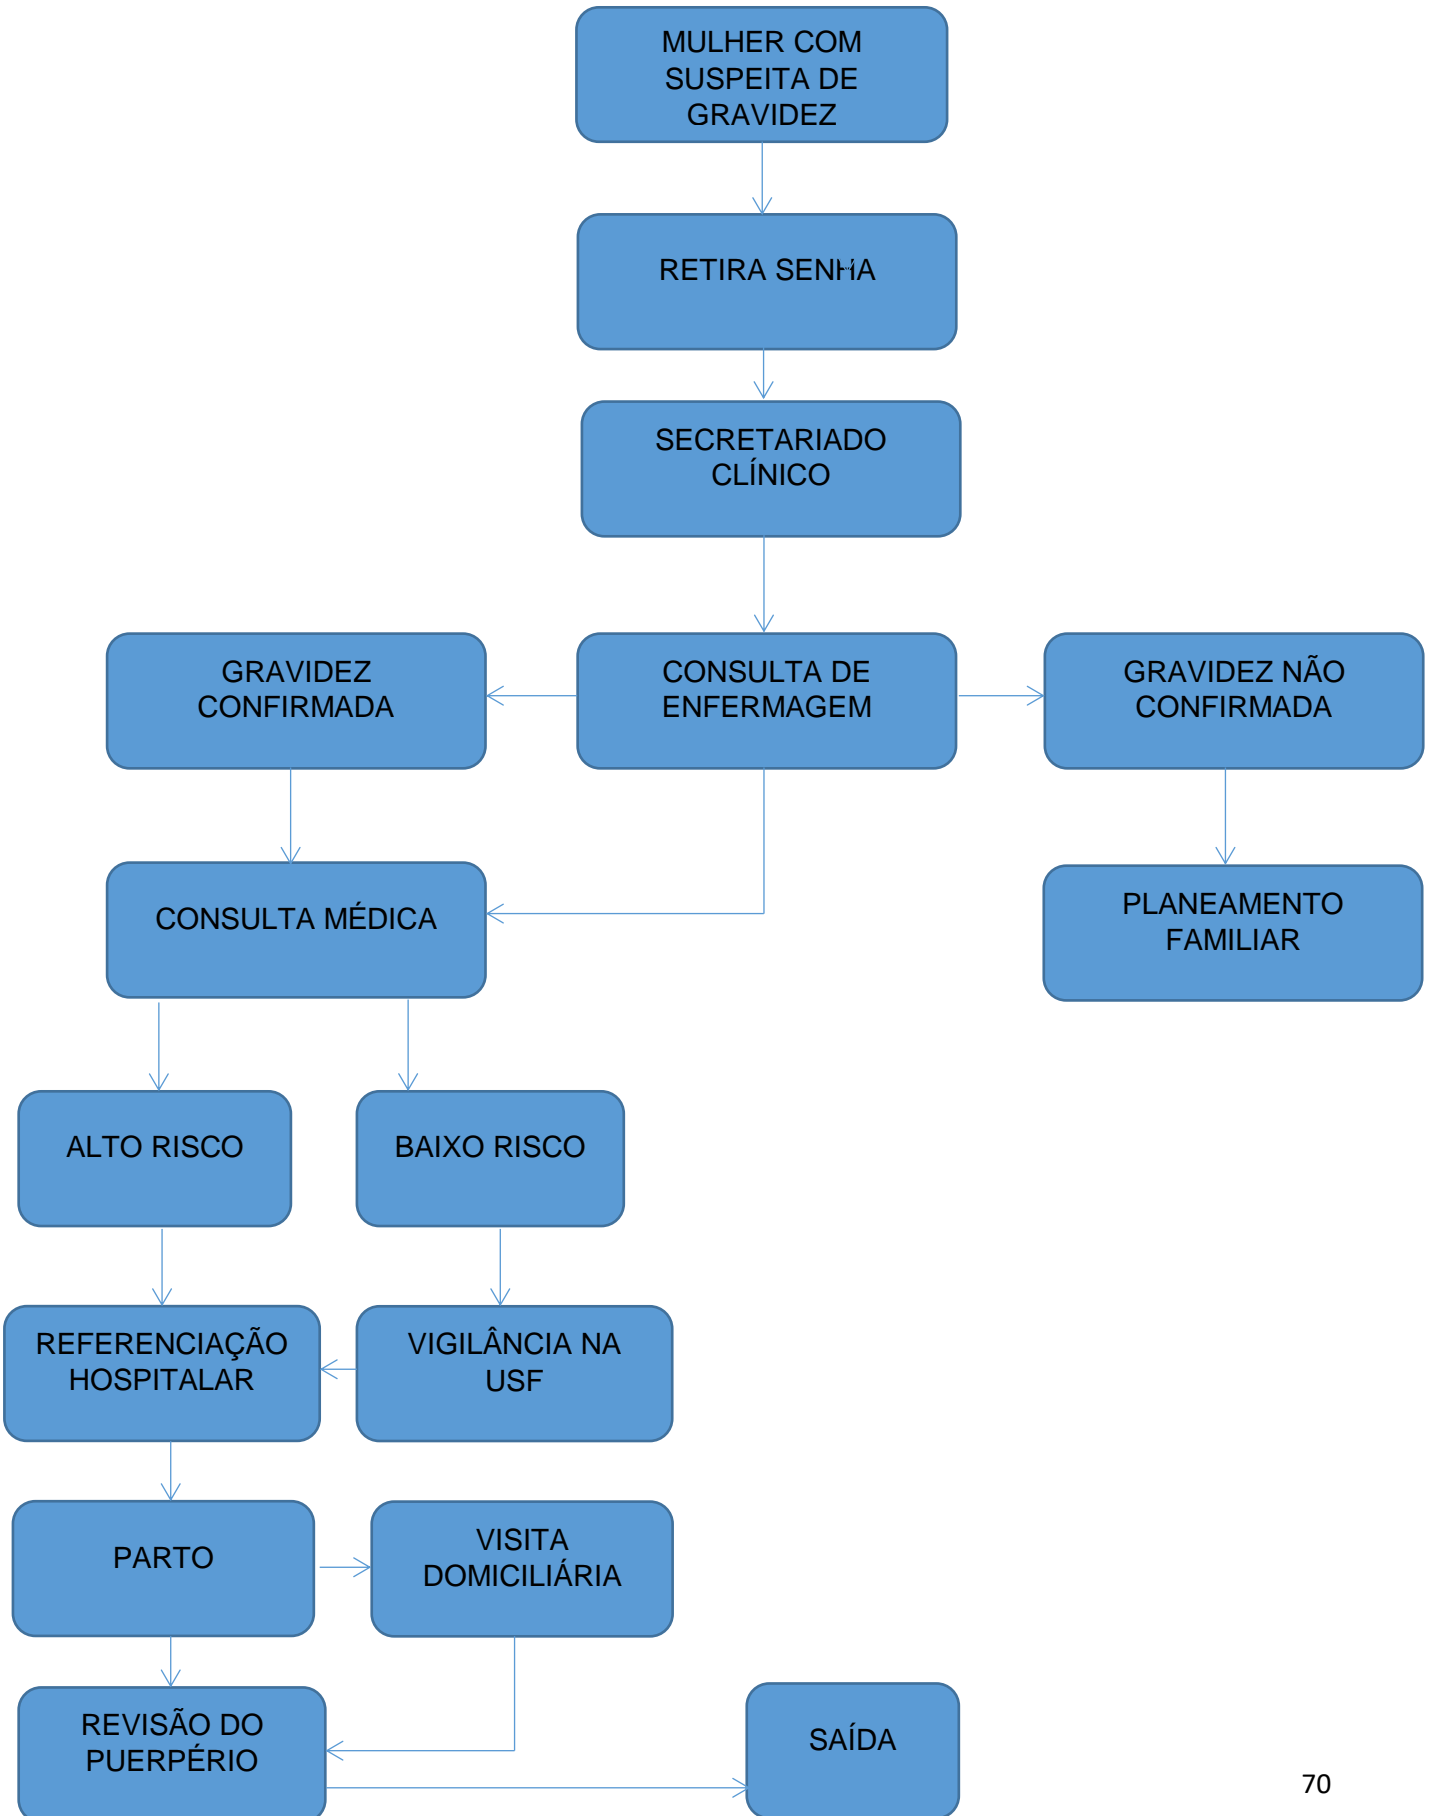 MULHER COM
SUSPEITA DE
GRAVIDEZ
RETIRA SENHA
SECRETARIADO
CLÍNICO
GRAVIDEZ
CONFIRMADA
CONSULTA DE
ENFERMAGEM
GRAVIDEZ NÃO
CONFIRMADA
CONSULTA MÉDICA
PLANEAMENTO
FAMILIAR
ALTO RISCO
BAIXO RISCO
REFERENCIAÇÃO
HOSPITALAR
VIGILÂNCIA NA
USF
PARTO
VISITA
DOMICILIÁRIA
REVISÃO DO
PUERPÉRIO
SAÍDA
70